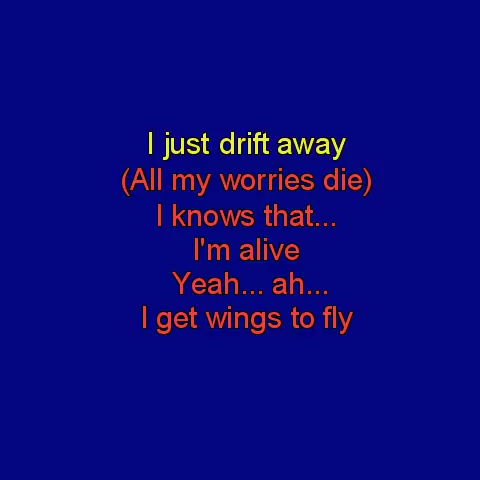 I just drift away
(All my worries die)
I knows that...
I'm alive
Yeah... ah...
I get wings to fly